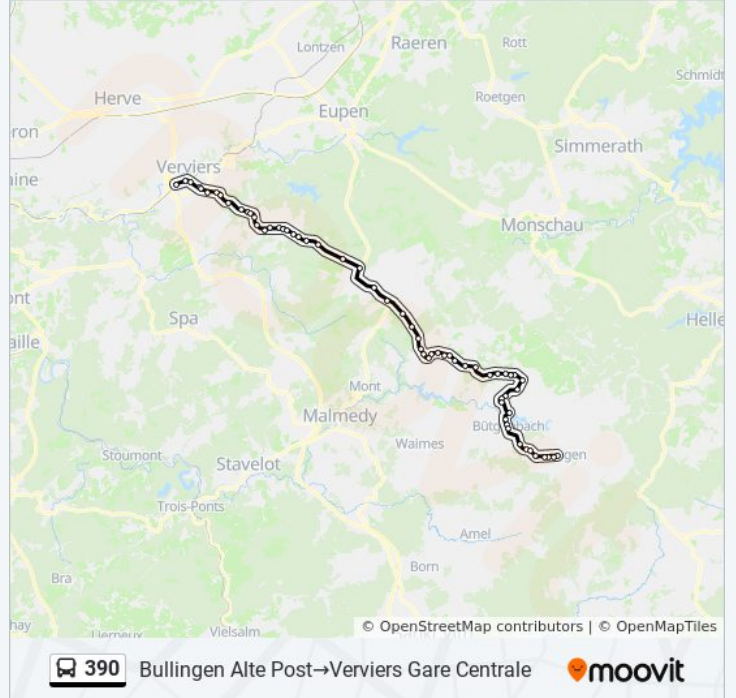 Lontzen
Raeren
Rott
Schmidt
Herve
Roetgen
Eupen
eron
Simmerath
Verviers
aine
Monschau
ont
Spa
Helle
aille
Mont
Malmedy
Bütgenbach
Waimes
gen
Stoumont
Stavelot
Trois-Ponts
Amel
Born
Bra
hay
Lierneux
Vielsalm
© OpenStreetMap contributors | © OpenMapTiles
390 Bullingen Alte Post→Verviers Gare Centrale moovit